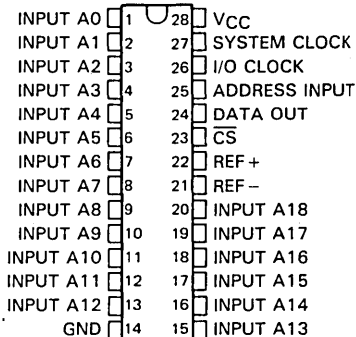 INPUT A0 1 28 VCC
INPUT A1 2 27 SYSTEM CLOCK
INPUT A2 3 26 I/O CLOCK
INPUT A3 4 25 ADDRESS INPUT
INPUT A4 5 24 DATA OUT
INPUT A5 6 23 CS
INPUT A6 7 22 REF+
INPUT A7 8 21 REF−
INPUT A8 9 20 INPUT A18
INPUT A9 10 19 INPUT A17
INPUT A10 11 18 INPUT A16
INPUT A11 12 17 INPUT A15
INPUT A12 13 16 INPUT A14
GND 14 15 INPUT A13